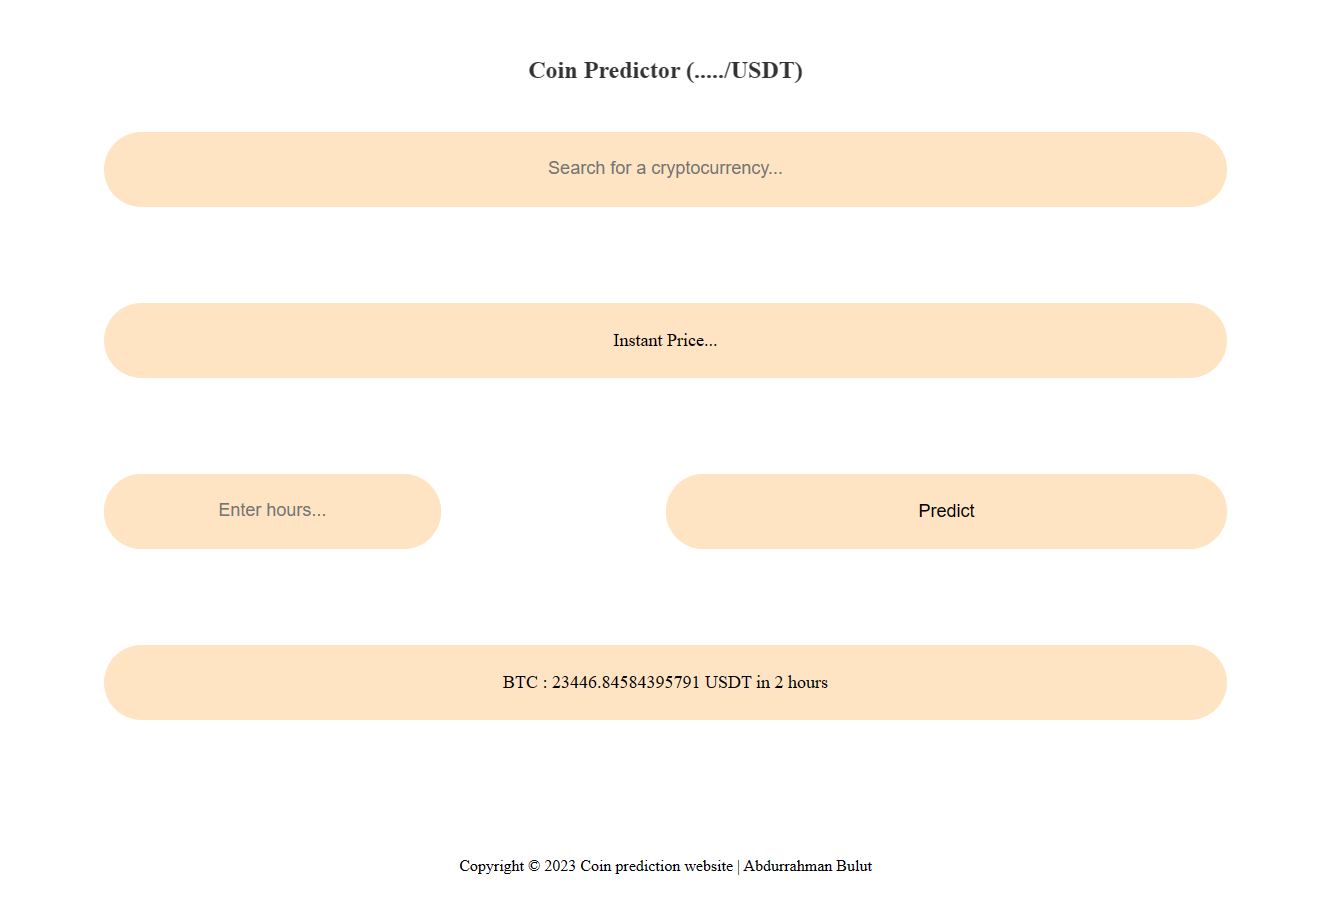 Coin Predictor (...../USDT)
Search for a cryptocurrency...
Instant Price...
Enter hours...
Predict
BTC : 23446.84584395791 USDT in 2 hours
Copyright © 2023 Coin prediction website | Abdurrahman Bulut